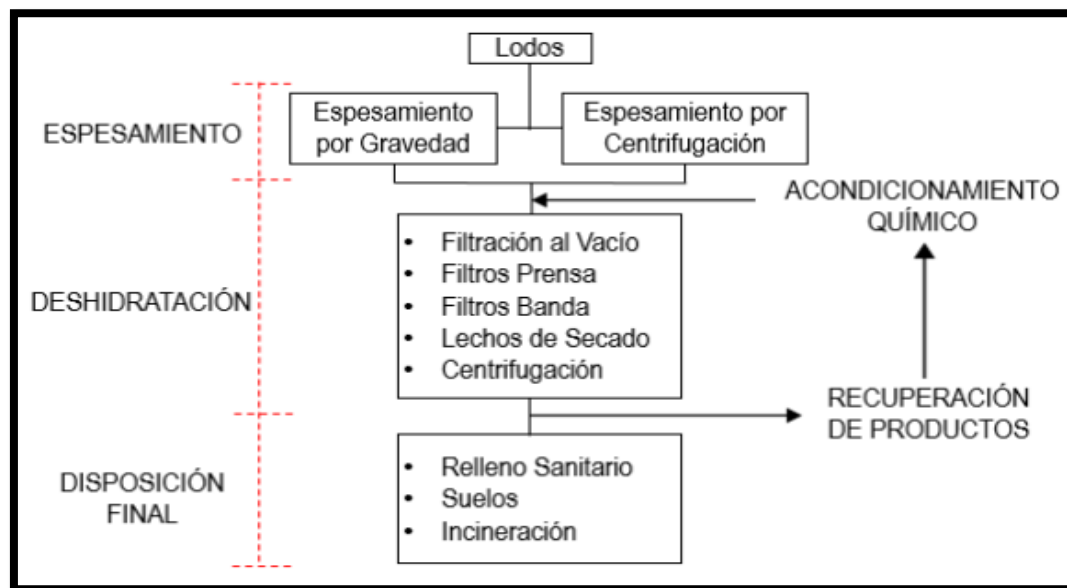 Lodos
ESPESAMIENTO
Espesamiento
por Gravedad
Espesamiento por
Centrifugación
ACONDICIONAMIENTO
QUÍMICO
DESHIDRATACIÓN
• Filtración al Vacío
• Filtros Prensa
• Filtros Banda
• Lechos de Secado
• Centrifugación
RECUPERACIÓN
DE PRODUCTOS
DISPOSICIÓN
FINAL
• Relleno Sanitario
• Suelos
• Incineración